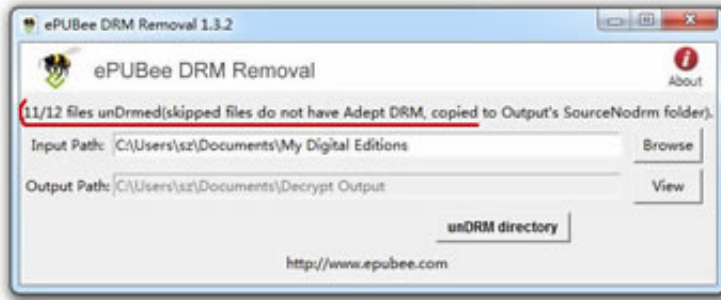 ePUBee DRM Removal 1.3.2
ePUBee DRM Removal
About
11/12 files unDrmed(skipped files do not have Adept DRM, copied to Output's SourceNodrm folder).
Input Path: C:\Users\sz\Documents\My Digital Editions Browse
Output Path: C:\Users\sz\Documents\Decrypt Output View
unDRM directory
http://www.epubee.com